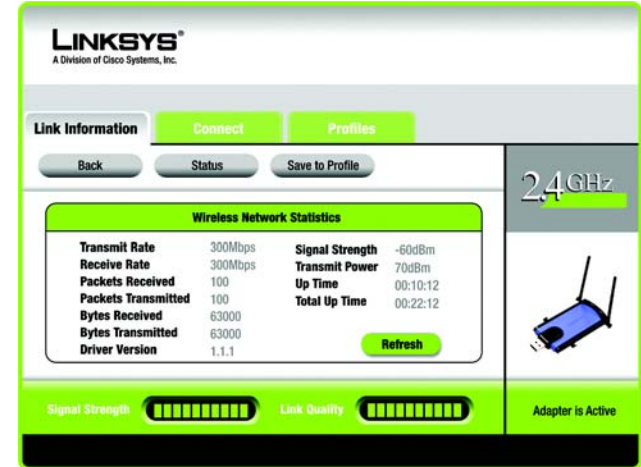 LINKSYS®
A Division of Cisco Systems, Inc.
Link Information Connect Profiles
Back Status Save to Profile
2.4GHz
Wireless Network Statistics
Transmit Rate 300Mbps
Receive Rate 300Mbps
Packets Received 100
Packets Transmitted 100
Bytes Received 63000
Bytes Transmitted 63000
Driver Version 1.1.1
Signal Strength -60dBm
Transmit Power 70dBm
Up Time 00:10:12
Total Up Time 00:22:12
Refresh
Signal Strength Link Quality Adapter is Active